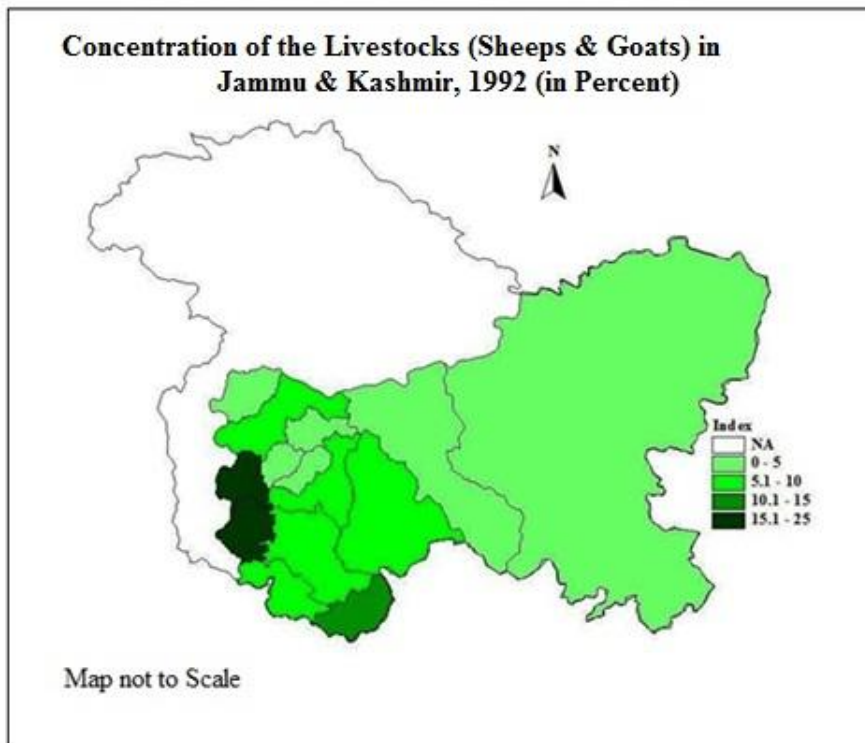 Concentration of the Livestocks (Sheeps & Goats) in
Jammu & Kashmir, 1992 (in Percent)
N
Index
NA
0 - 5
5.1 - 10
10.1 - 15
15.1 - 25
Map not to Scale